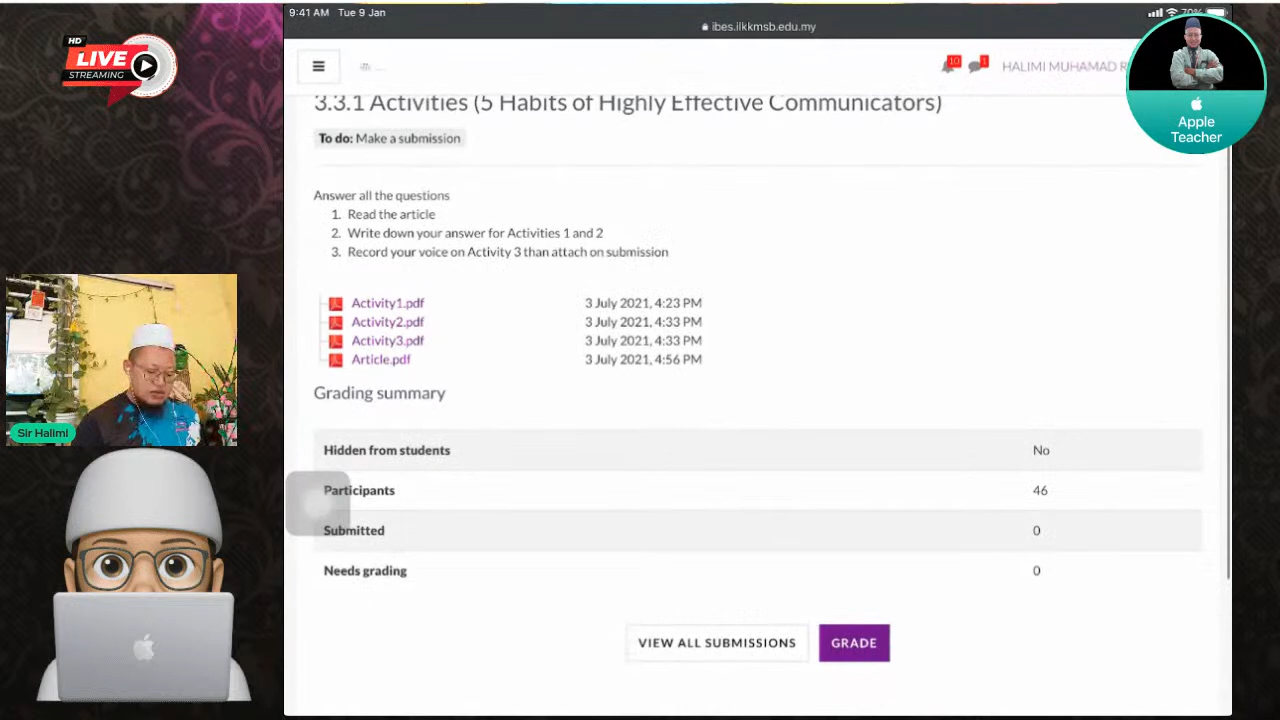 9:41 AM Tue 9 Jan
70%
ibes.ilkkmsb.edu.my
HD
LIVE
STREAMING
10
1
HALIMI MUHAMAD R
Apple
Teacher
3.3.1 Activities (5 Habits of Highly Effective Communicators)
To do: Make a submission
Answer all the questions
1. Read the article
2. Write down your answer for Activities 1 and 2
3. Record your voice on Activity 3 than attach on submission
Activity1.pdf 3 July 2021, 4:23 PM
Activity2.pdf 3 July 2021, 4:33 PM
Activity3.pdf 3 July 2021, 4:33 PM
Article.pdf 3 July 2021, 4:56 PM
Grading summary
Sir Halimi
Hidden from students No
Participants 46
Submitted 0
Needs grading 0
VIEW ALL SUBMISSIONS
GRADE